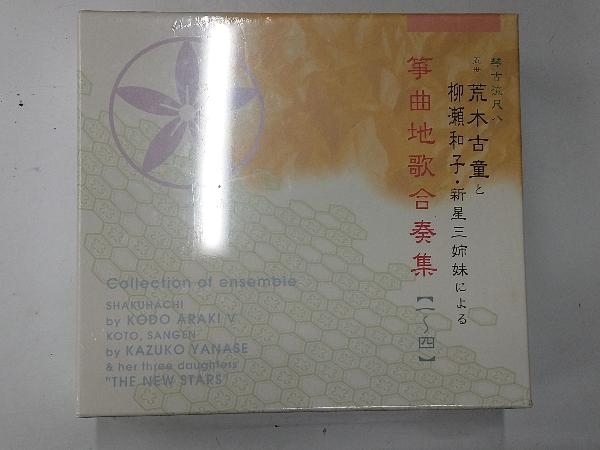 琴古流尺八
五世 荒木古童と
柳瀬和子・新星三姉妹による
箏曲地歌合奏集
【一〜四】
Collection of ensemble
SHAKUHACHI
by KODO ARAKI V
KOTO, SANGEN
by KAZUKO YANASE
& her three daughters'
"THE NEW STARS"